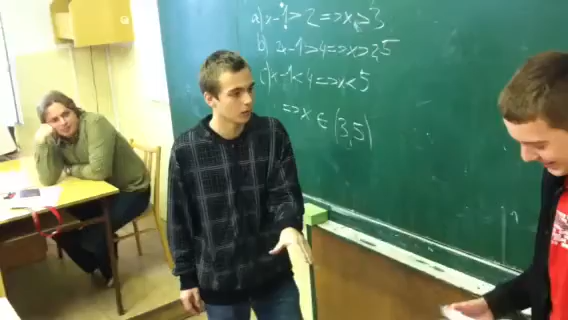 a) x-1>2 => x>3
b) 2x-1>4 => x>2,5
c) x-1<4 => x<5
=> x ∈ (3,5)